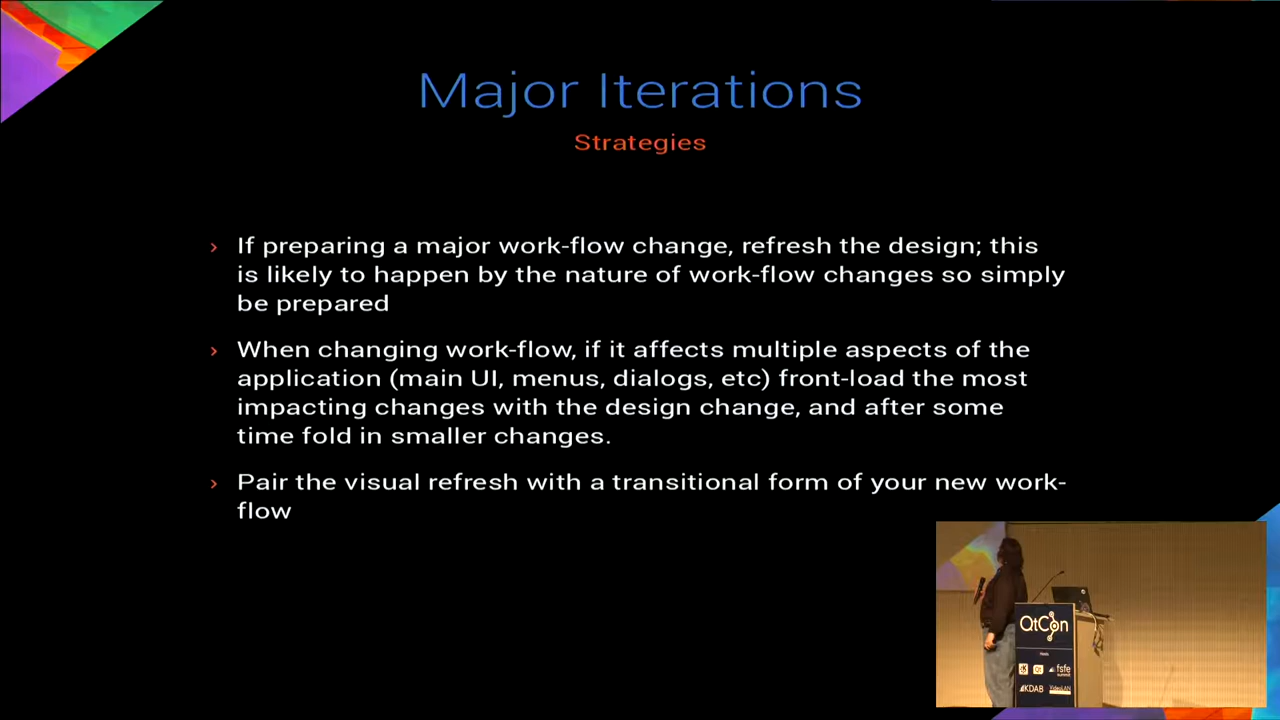 Major Iterations
Strategies
› If preparing a major work-flow change, refresh the design; this
is likely to happen by the nature of work-flow changes so simply
be prepared
› When changing work-flow, if it affects multiple aspects of the
application (main UI, menus, dialogs, etc) front-load the most
impacting changes with the design change, and after some
time fold in smaller changes.
› Pair the visual refresh with a transitional form of your new work-
flow
QtCon
fsfe
summit
KDAB
VideoLAN